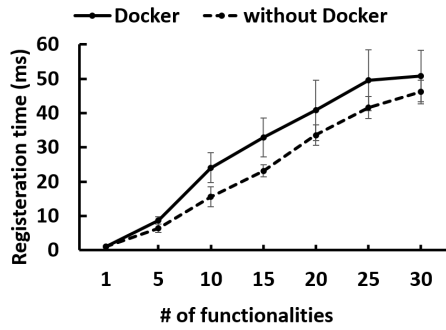 Docker without Docker
60
50
40
30
20
10
0
Registeration time (ms)
1 5 10 15 20 25 30
# of functionalities